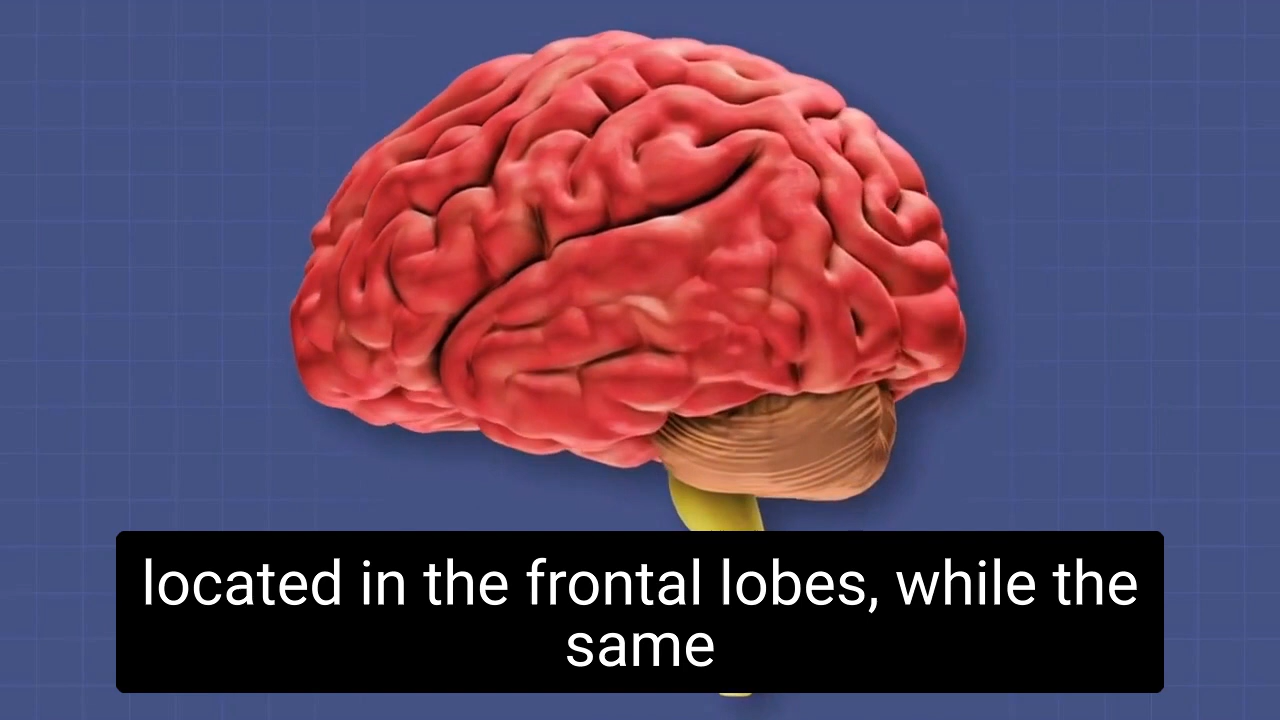 located in the frontal lobes, while the
same